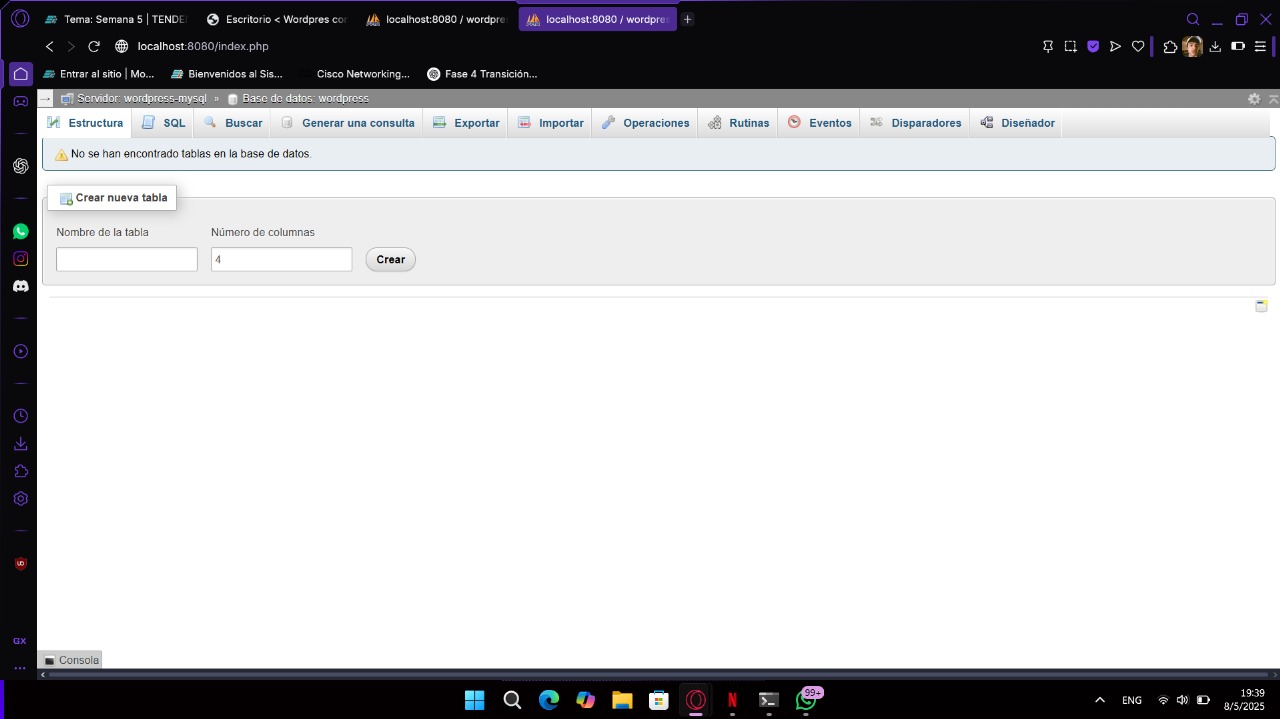 Tema: Semana 5 | TENDE
Escritorio < Wordpres cor
localhost:8080 / wordpre
localhost:8080 / wordpre
localhost:8080/index.php
Entrar al sitio | Mo...
Bienvenidos al Sis...
Cisco Networking...
Fase 4 Transición...
Servidor: wordpress-mysql » Base de datos: wordpress
Estructura
SQL
Buscar
Generar una consulta
Exportar
Importar
Operaciones
Rutinas
Eventos
Disparadores
Diseñador
No se han encontrado tablas en la base de datos.
Crear nueva tabla
Nombre de la tabla
Número de columnas
4
Crear
GX
Consola
99+
ENG
19:39
8/5/2025